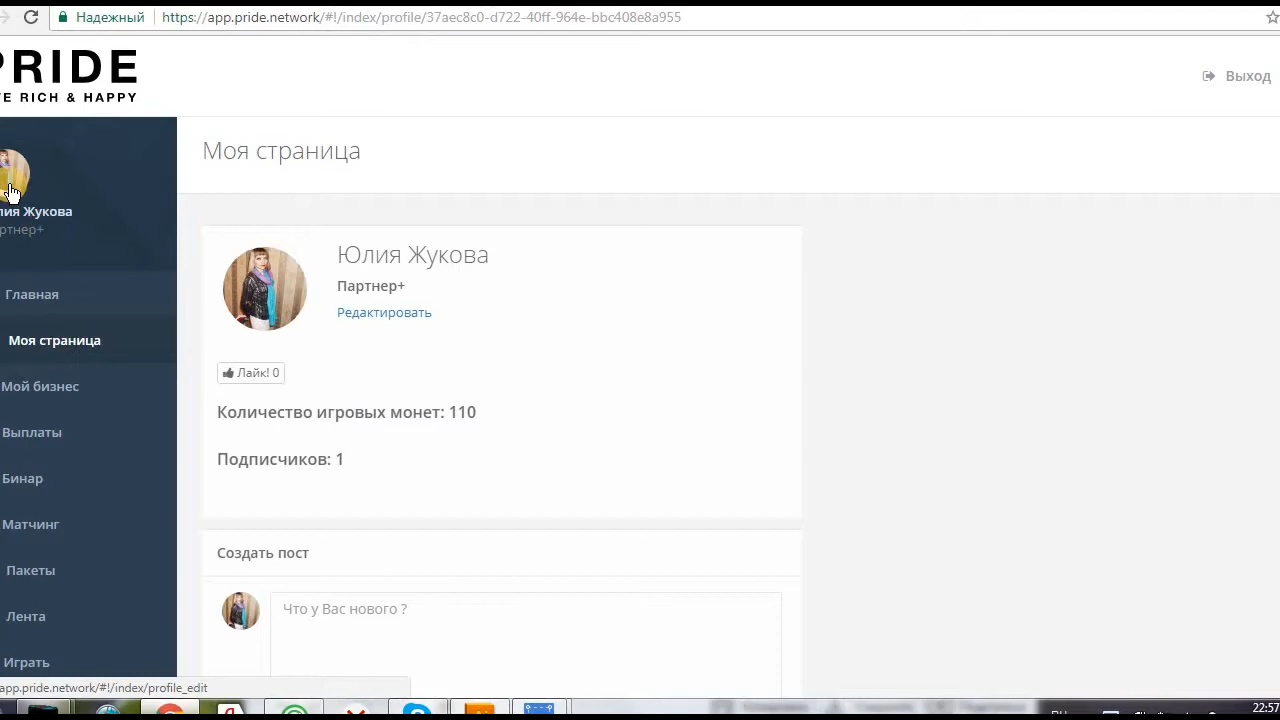 Надежный
https://app.pride.network/#!/index/profile/37aec8c0-d722-40ff-964e-bbc408e8a955
PRIDE
E RICH & HAPPY
Выход
Моя страница
лия Жукова
ртнер+
Главная
Моя страница
Мой бизнес
Выплаты
Бинар
Матчинг
Пакеты
Лента
Играть
Юлия Жукова
Партнер+
Редактировать
Лайк! 0
Количество игровых монет: 110
Подписчиков: 1
Создать пост
Что у Вас нового ?
app.pride.network/#!/index/profile_edit
22:57